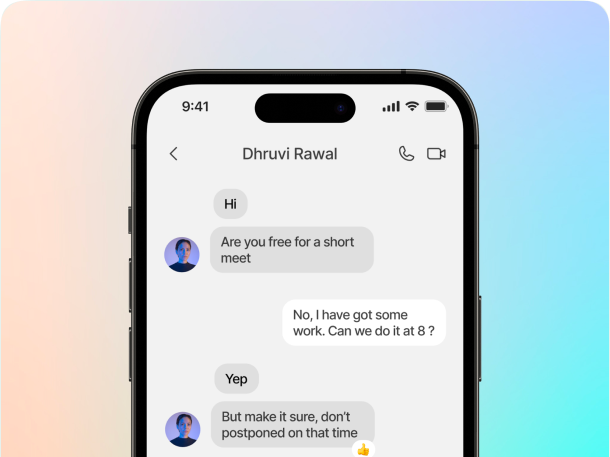 9:41
Dhruvi Rawal
Hi
Are you free for a short
meet
No, I have got some
work. Can we do it at 8 ?
Yep
But make it sure, don’t
postponed on that time
👍